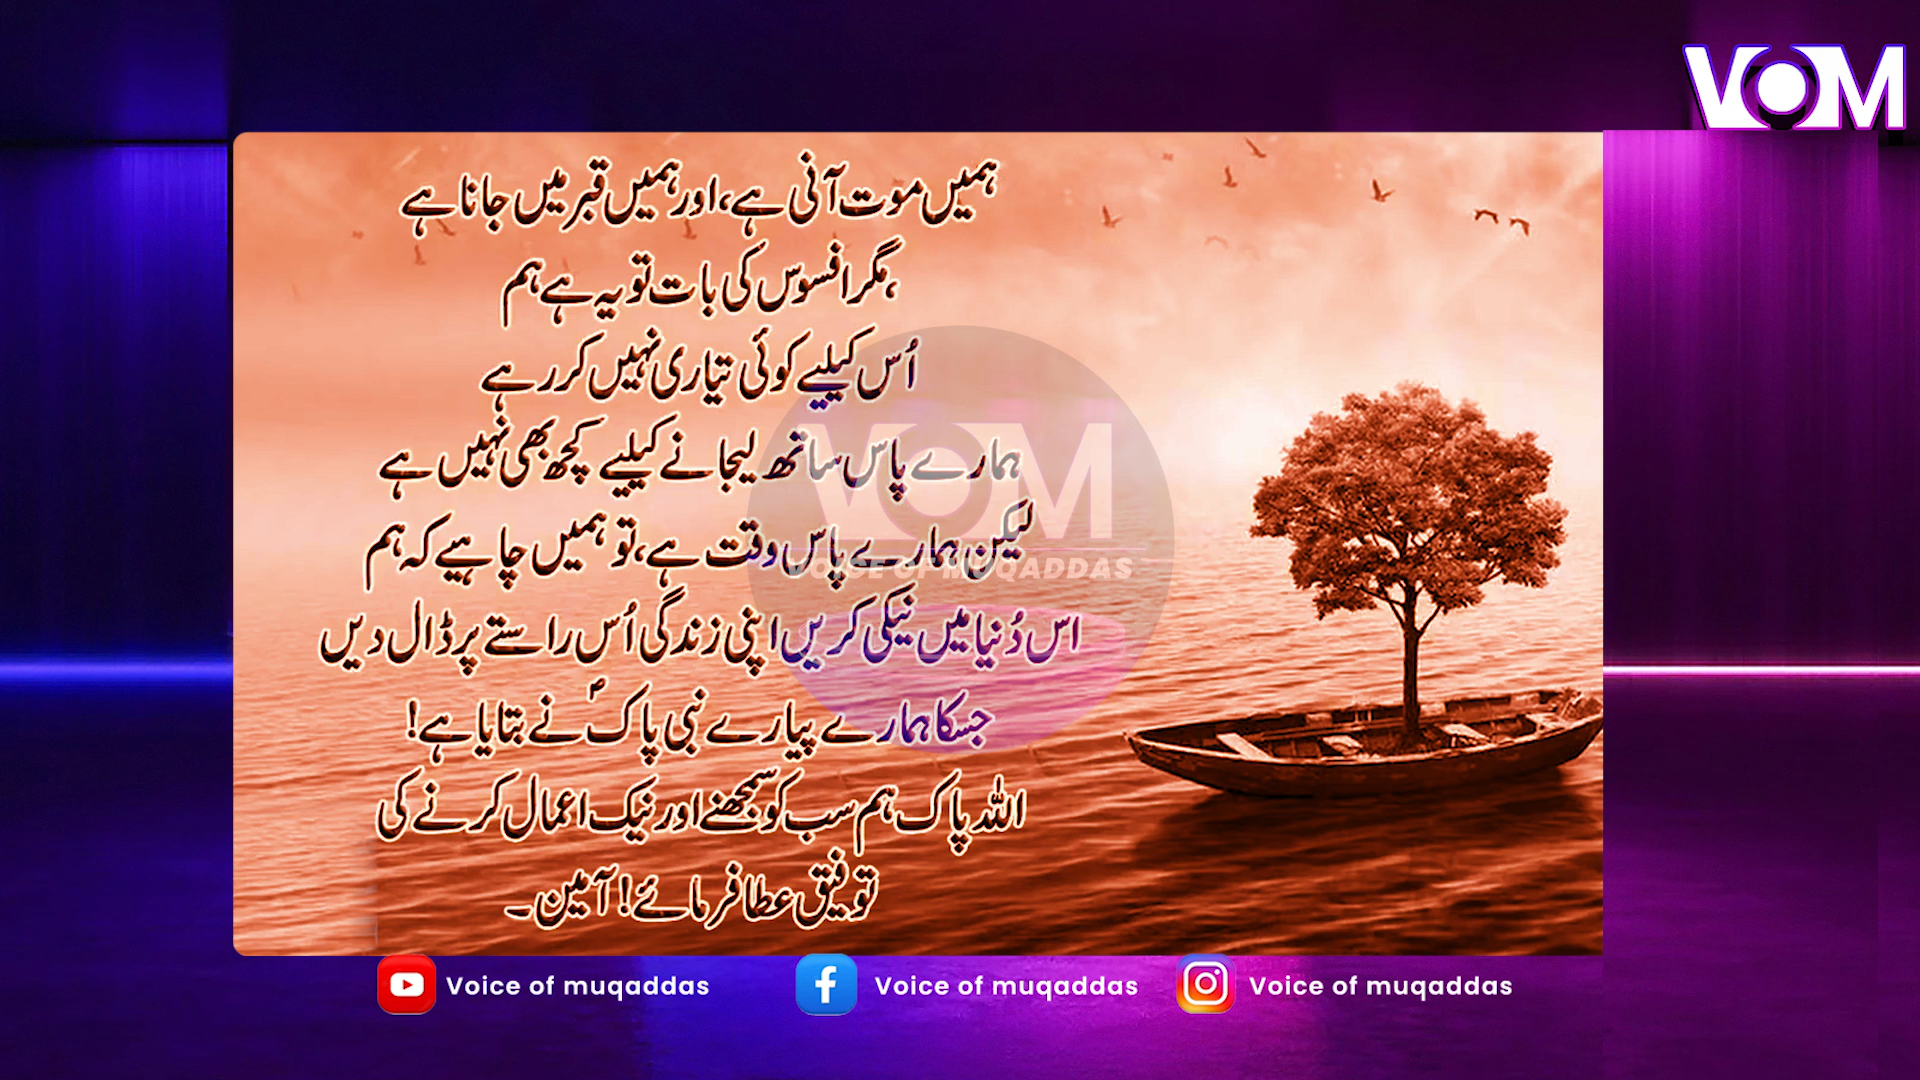 VOM
ہمیں موت آنی ہے، اور ہمیں قبر میں جانا ہے
،مگر افسوس کی بات تو یہ ہے ہم
اُس کیلیے کوئی تیاری نہیں کر رہے
ہمارے پاس ساتھ لیجانے کیلیے کچھ بھی نہیں ہے
لیکن ہمارے پاس وقت ہے، تو ہمیں چاہیے کہ ہم
اس دُنیا میں نیکی کریں اپنی زندگی اُس راستے پر ڈال دیں
جسکا ہمارے پیارے نبی پاکؐ نے بتایا ہے!
اللہ پاک ہم سب کو سمجھنے اور نیک اعمال کرنے کی
توفیق عطا فرمائے! آمین۔
VOM
VOICE OF MUQADDAS
Voice of muqaddas Voice of muqaddas Voice of muqaddas